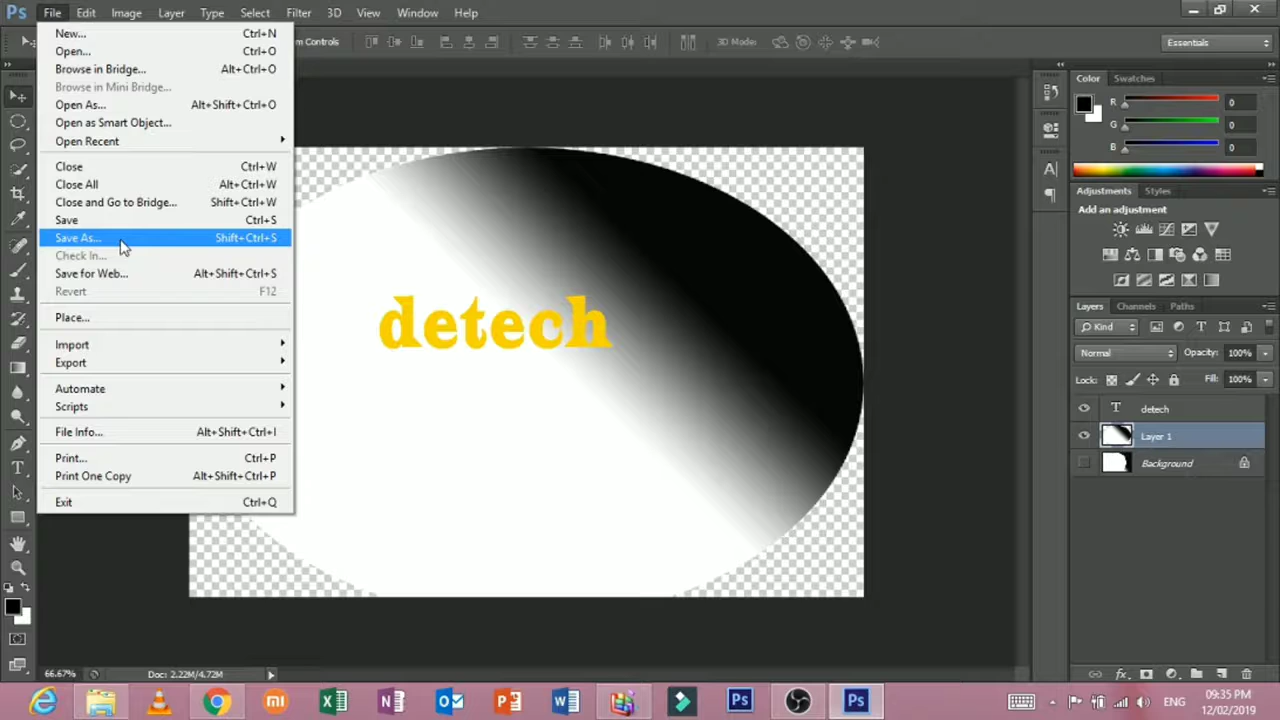 Ps File Edit Image Layer Type Select Filter 3D View Window Help
m Controls 3D Mode: Essentials
New... Ctrl+N
Open... Ctrl+O
Browse in Bridge... Alt+Ctrl+O
Browse in Mini Bridge...
Open As... Alt+Shift+Ctrl+O
Open as Smart Object...
Open Recent
Close Ctrl+W
Close All Alt+Ctrl+W
Close and Go to Bridge... Shift+Ctrl+W
Save Ctrl+S
Save As... Shift+Ctrl+S
Check In...
Save for Web... Alt+Shift+Ctrl+S
Revert F12
Place...
Import
Export
Automate
Scripts
File Info... Alt+Shift+Ctrl+I
Print... Ctrl+P
Print One Copy Alt+Shift+Ctrl+P
Exit Ctrl+Q
detech
Color Swatches
R 0
G 0
B 0
Adjustments Styles
Add an adjustment
Layers Channels Paths
Kind
Normal Opacity: 100%
Lock: Fill: 100%
T detech
Layer 1
Background
66.67% Doc: 2.22M/4.72M
ENG
09:35 PM
12/02/2019